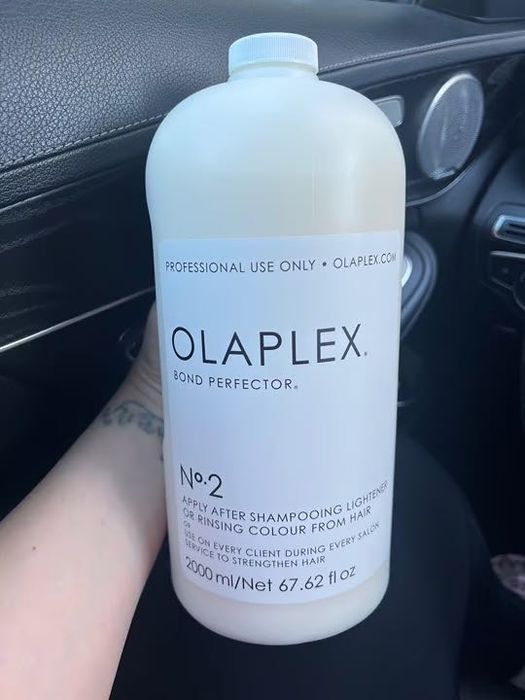 PROFESSIONAL USE ONLY • OLAPLEX.COM
OLAPLEX®
BOND PERFECTOR®
Nº.2
APPLY AFTER SHAMPOOING LIGHTENER
OR RINSING COLOUR FROM HAIR
OR
USE ON EVERY CLIENT DURING EVERY SALON
SERVICE TO STRENGTHEN HAIR
2000 ml/Net 67.62 fl oz